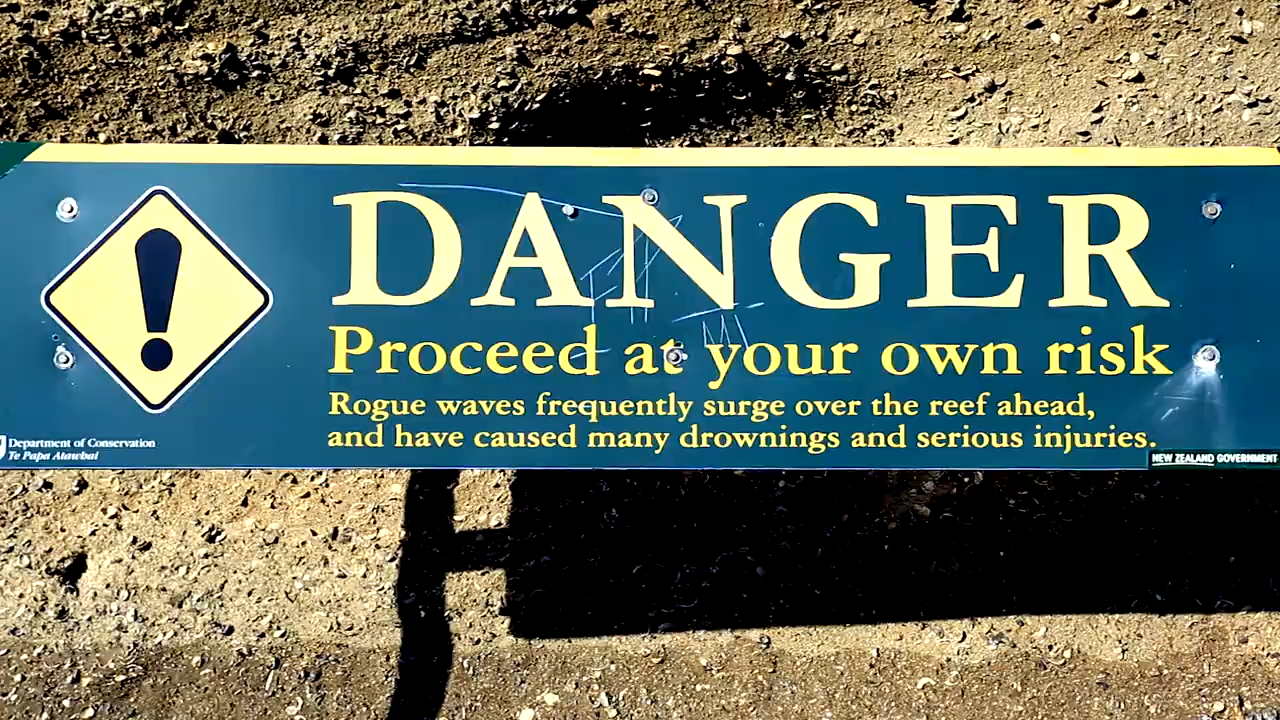 DANGER
Proceed at your own risk
Rogue waves frequently surge over the reef ahead,
and have caused many drownings and serious injuries.
Department of Conservation
Te Papa Atawbai
NEW ZEALAND GOVERNMENT